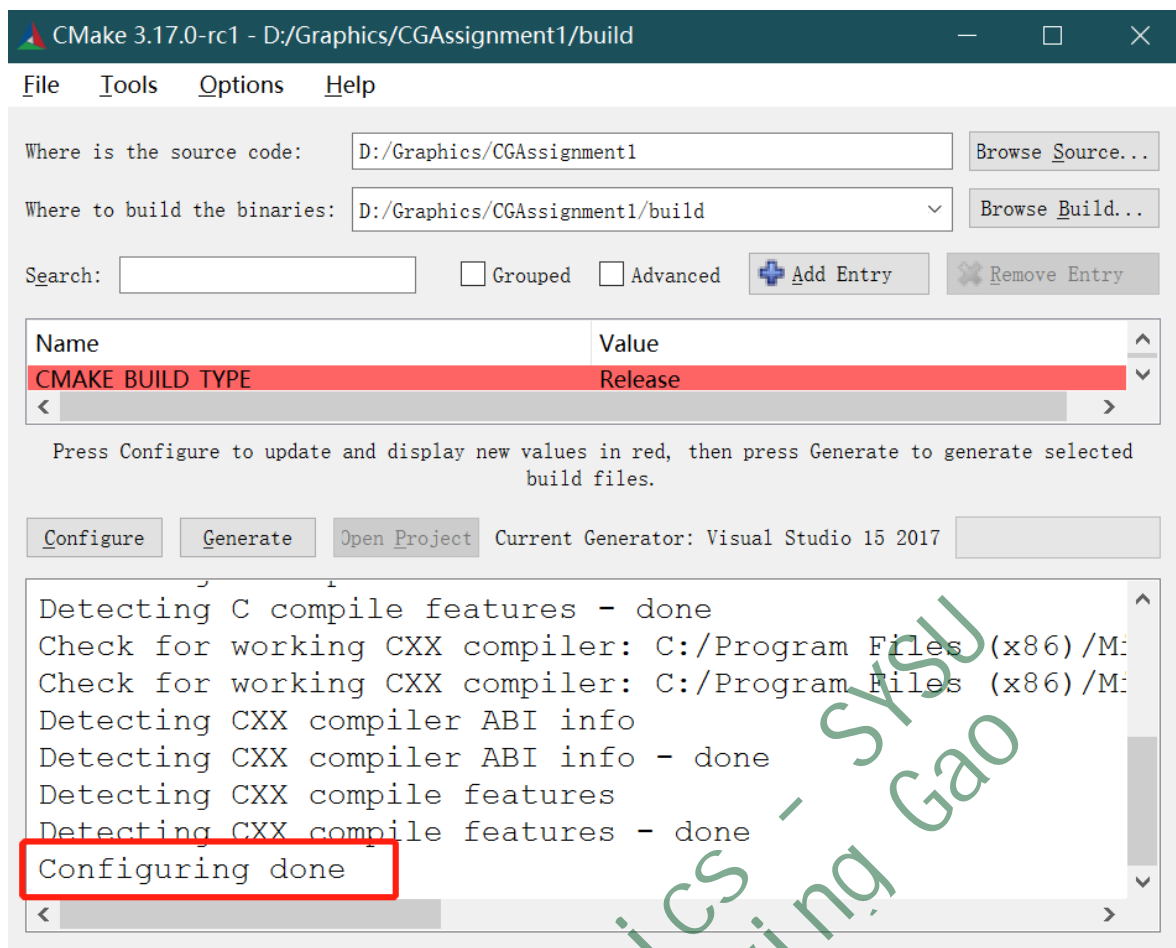 CMake 3.17.0-rc1 - D:/Graphics/CGAssignment1/build
File Tools Options Help
Where is the source code: D:/Graphics/CGAssignment1 Browse Source...
Where to build the binaries: D:/Graphics/CGAssignment1/build Browse Build...
Search: Grouped Advanced Add Entry Remove Entry
Name Value
CMAKE_BUILD_TYPE Release
Press Configure to update and display new values in red, then press Generate to generate selected
build files.
Configure Generate Open Project Current Generator: Visual Studio 15 2017
Detecting C compile features - done
Check for working CXX compiler: C:/Program Files (x86)/Mi
Check for working CXX compiler: C:/Program Files (x86)/Mi
Detecting CXX compiler ABI info
Detecting CXX compiler ABI info - done
Detecting CXX compile features
Detecting CXX compile features - done
Configuring done
ics - SYSU
ing Gao